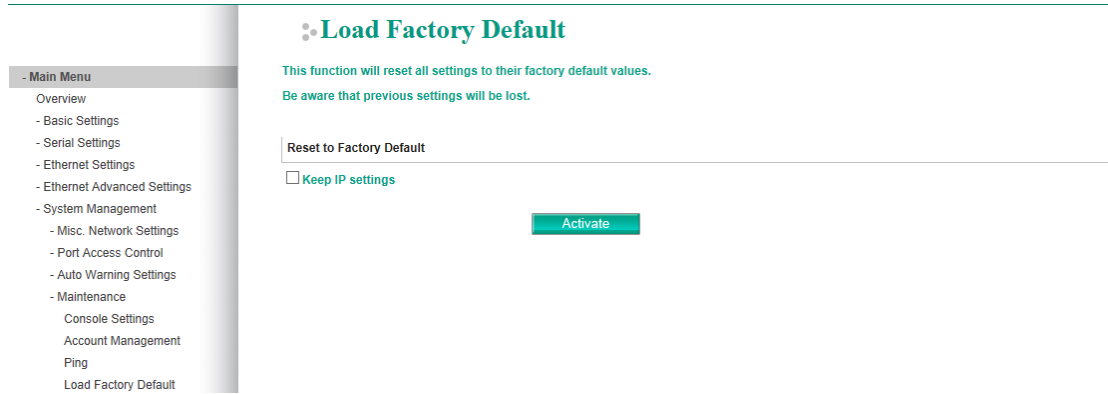 Load Factory Default
This function will reset all settings to their factory default values.
Be aware that previous settings will be lost.
- Main Menu
Overview
- Basic Settings
- Serial Settings
- Ethernet Settings
- Ethernet Advanced Settings
- System Management
- Misc. Network Settings
- Port Access Control
- Auto Warning Settings
- Maintenance
Console Settings
Account Management
Ping
Load Factory Default
Reset to Factory Default
Keep IP settings
Activate